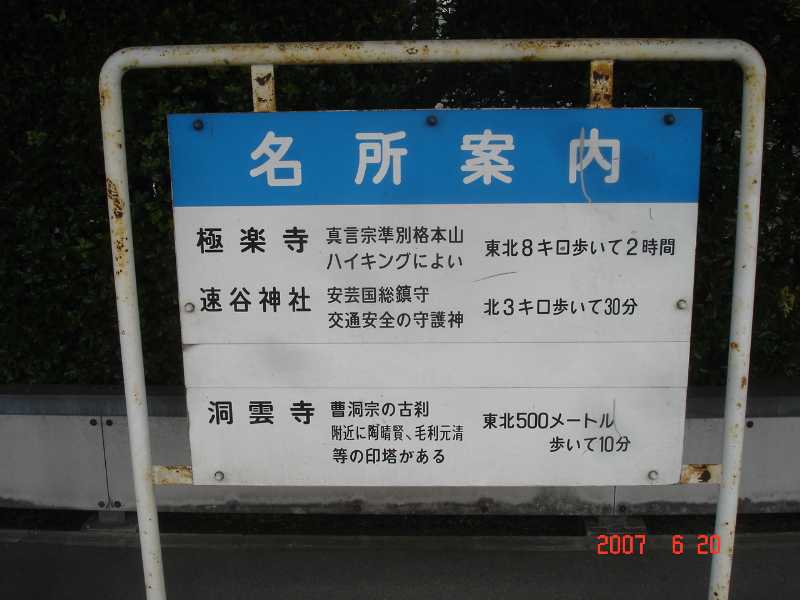 名所案内
極楽寺 真言宗準別格本山 東北8キロ歩いて2時間
ハイキングによい
速谷神社 安芸国総鎮守 北3キロ歩いて30分
交通安全の守護神
洞雲寺 曹洞宗の古刹 東北500メートル
附近に陶晴賢、毛利元清 歩いて10分
等の印塔がある
2007 6 20